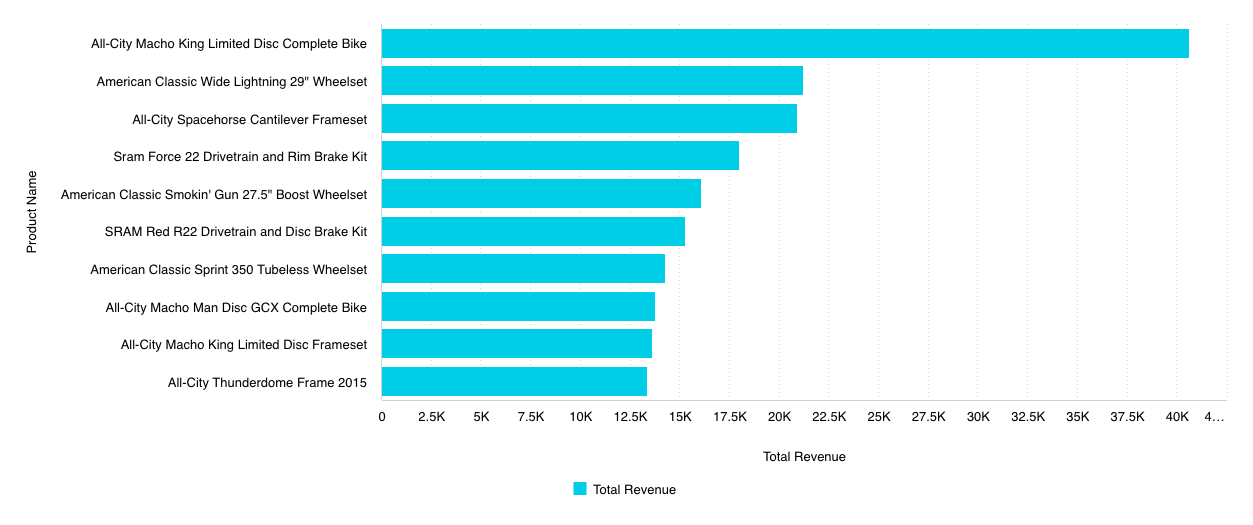 All-City Macho King Limited Disc Complete Bike
American Classic Wide Lightning 29" Wheelset
All-City Spacehorse Cantilever Frameset
Sram Force 22 Drivetrain and Rim Brake Kit
American Classic Smokin' Gun 27.5" Boost Wheelset
SRAM Red R22 Drivetrain and Disc Brake Kit
American Classic Sprint 350 Tubeless Wheelset
All-City Macho Man Disc GCX Complete Bike
All-City Macho King Limited Disc Frameset
All-City Thunderdome Frame 2015
Product Name
0 2.5K 5K 7.5K 10K 12.5K 15K 17.5K 20K 22.5K 25K 27.5K 30K 32.5K 35K 37.5K 40K 4…
Total Revenue
Total Revenue